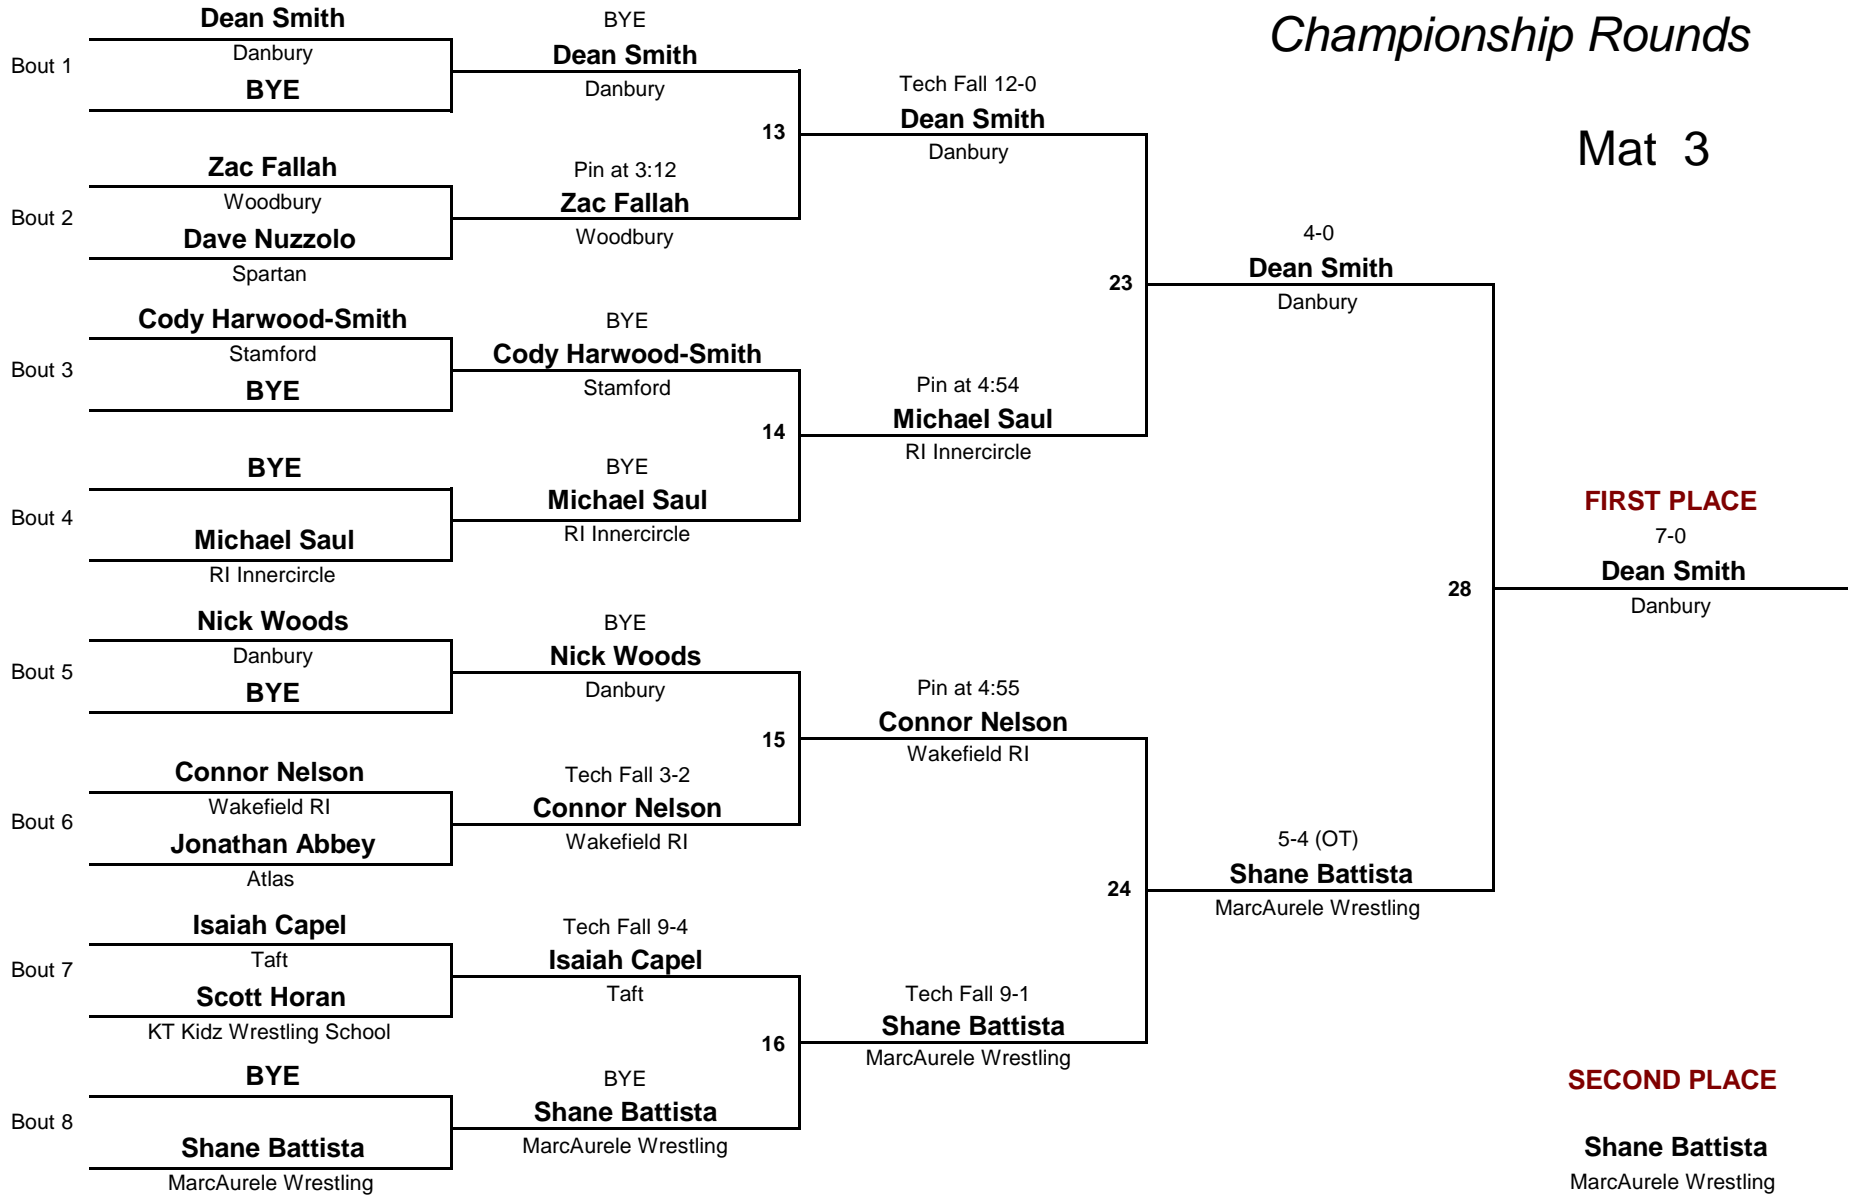 Championship Rounds
Mat 3
Bout 1
Dean Smith
Danbury
BYE
Bout 2
Zac Fallah
Woodbury
Dave Nuzzolo
Spartan
Bout 3
Cody Harwood-Smith
Stamford
BYE
Bout 4
BYE
Michael Saul
RI Innercircle
Bout 5
Nick Woods
Danbury
BYE
Bout 6
Connor Nelson
Wakefield RI
Jonathan Abbey
Atlas
Bout 7
Isaiah Capel
Taft
Scott Horan
KT Kidz Wrestling School
Bout 8
BYE
Shane Battista
MarcAurele Wrestling
BYE
Dean Smith
Danbury
13
Pin at 3:12
Zac Fallah
Woodbury
BYE
Cody Harwood-Smith
Stamford
14
BYE
Michael Saul
RI Innercircle
BYE
Nick Woods
Danbury
15
Tech Fall 3-2
Connor Nelson
Wakefield RI
Tech Fall 9-4
Isaiah Capel
Taft
16
BYE
Shane Battista
MarcAurele Wrestling
Tech Fall 12-0
Dean Smith
Danbury
23
Pin at 4:54
Michael Saul
RI Innercircle
Pin at 4:55
Connor Nelson
Wakefield RI
24
Tech Fall 9-1
Shane Battista
MarcAurele Wrestling
4-0
Dean Smith
Danbury
28
5-4 (OT)
Shane Battista
MarcAurele Wrestling
FIRST PLACE
7-0
Dean Smith
Danbury
SECOND PLACE
Shane Battista
MarcAurele Wrestling